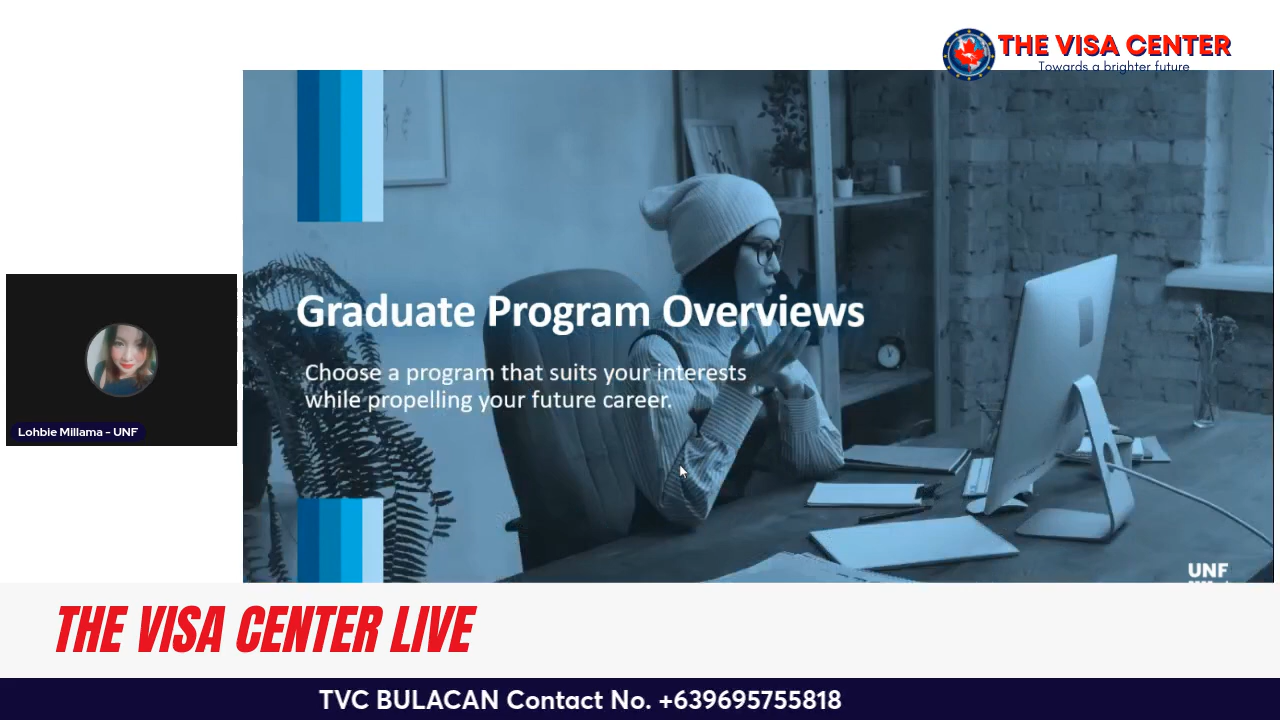 THE VISA CENTER
Towards a brighter future
Graduate Program Overviews
Choose a program that suits your interests
while propelling your future career.
Lohbie Millama - UNF
UNF
THE VISA CENTER LIVE
TVC BULACAN Contact No. +639695755818